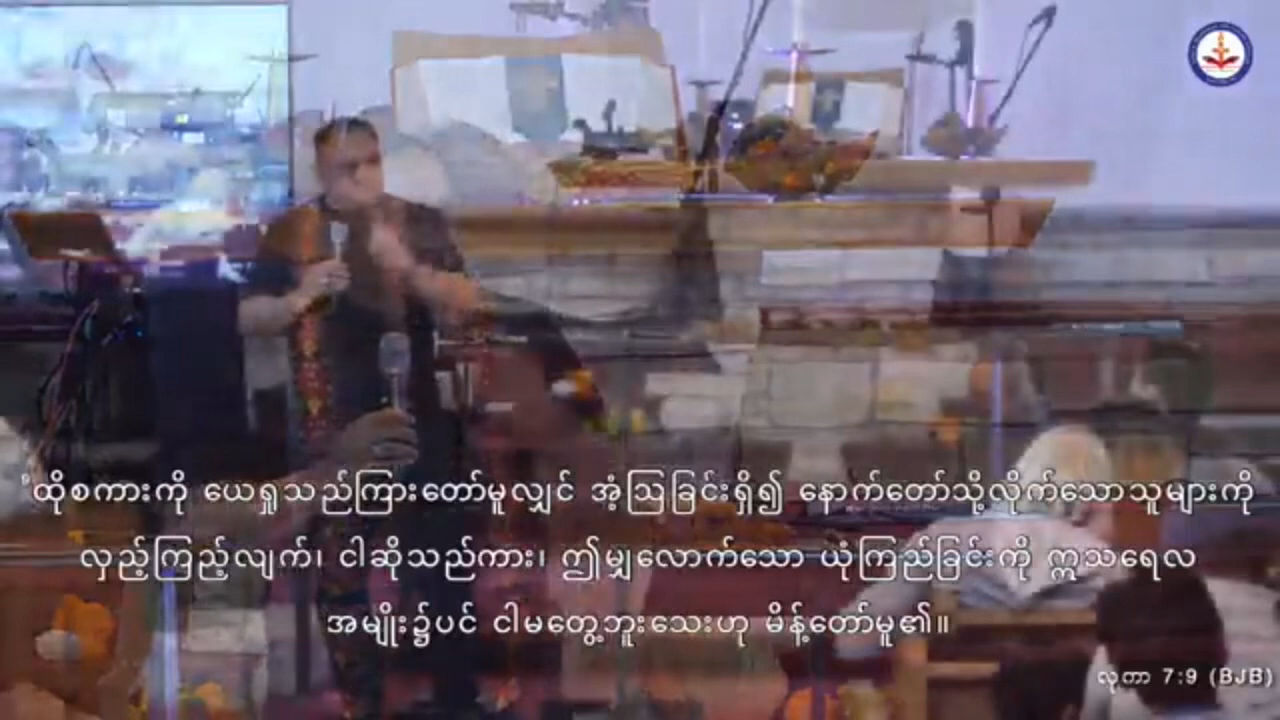 ⁹ထိုစကားကို ယေရှုသည်ကြားတော်မူလျှင် အံ့ဩခြင်းရှိ၍ နောက်တော်သို့လိုက်သောသူများကို
လှည့်ကြည့်လျက်၊ ငါဆိုသည်ကား၊ ဤမျှလောက်သော ယုံကြည်ခြင်းကို ဣသရေလ
အမျိုး၌ပင် ငါမတွေ့ဘူးသေးဟု မိန့်တော်မူ၏။
လုကာ 7:9 (BJB)